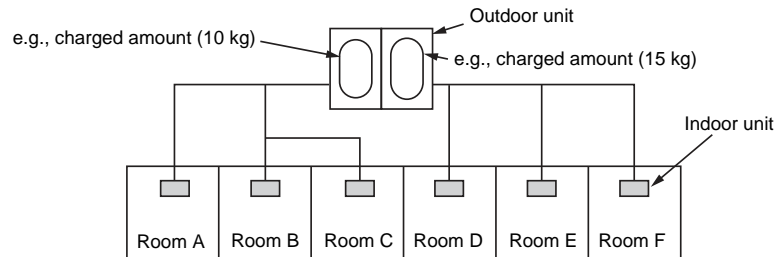 Outdoor unit
e.g., charged amount (10 kg)
e.g., charged amount (15 kg)
Indoor unit
Room A
Room B
Room C
Room D
Room E
Room F